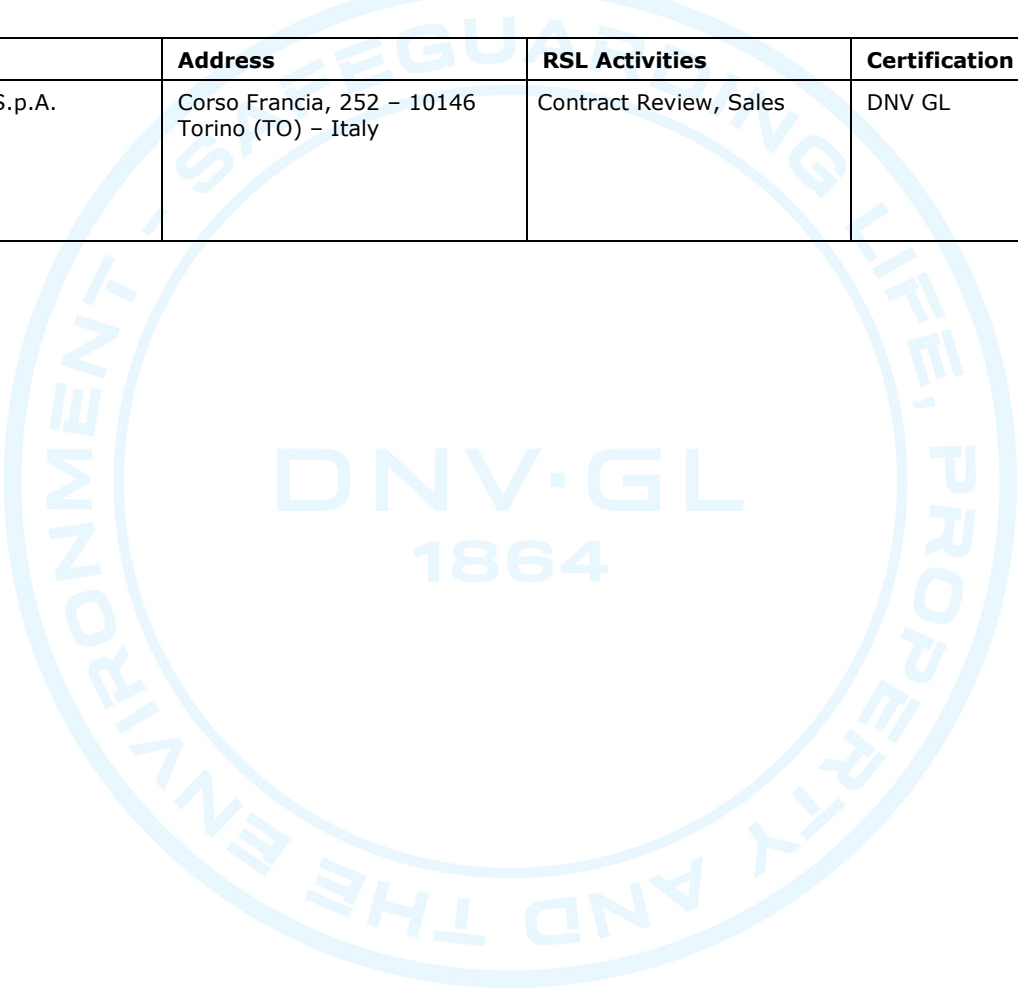 Address RSL Activities Certification
S.p.A. Corso Francia, 252 – 10146 Contract Review, Sales DNV GL
Torino (TO) – Italy
SAFEGUARDING LIFE, PROPERTY AND THE ENVIRONMENT -
DNV·GL
1864